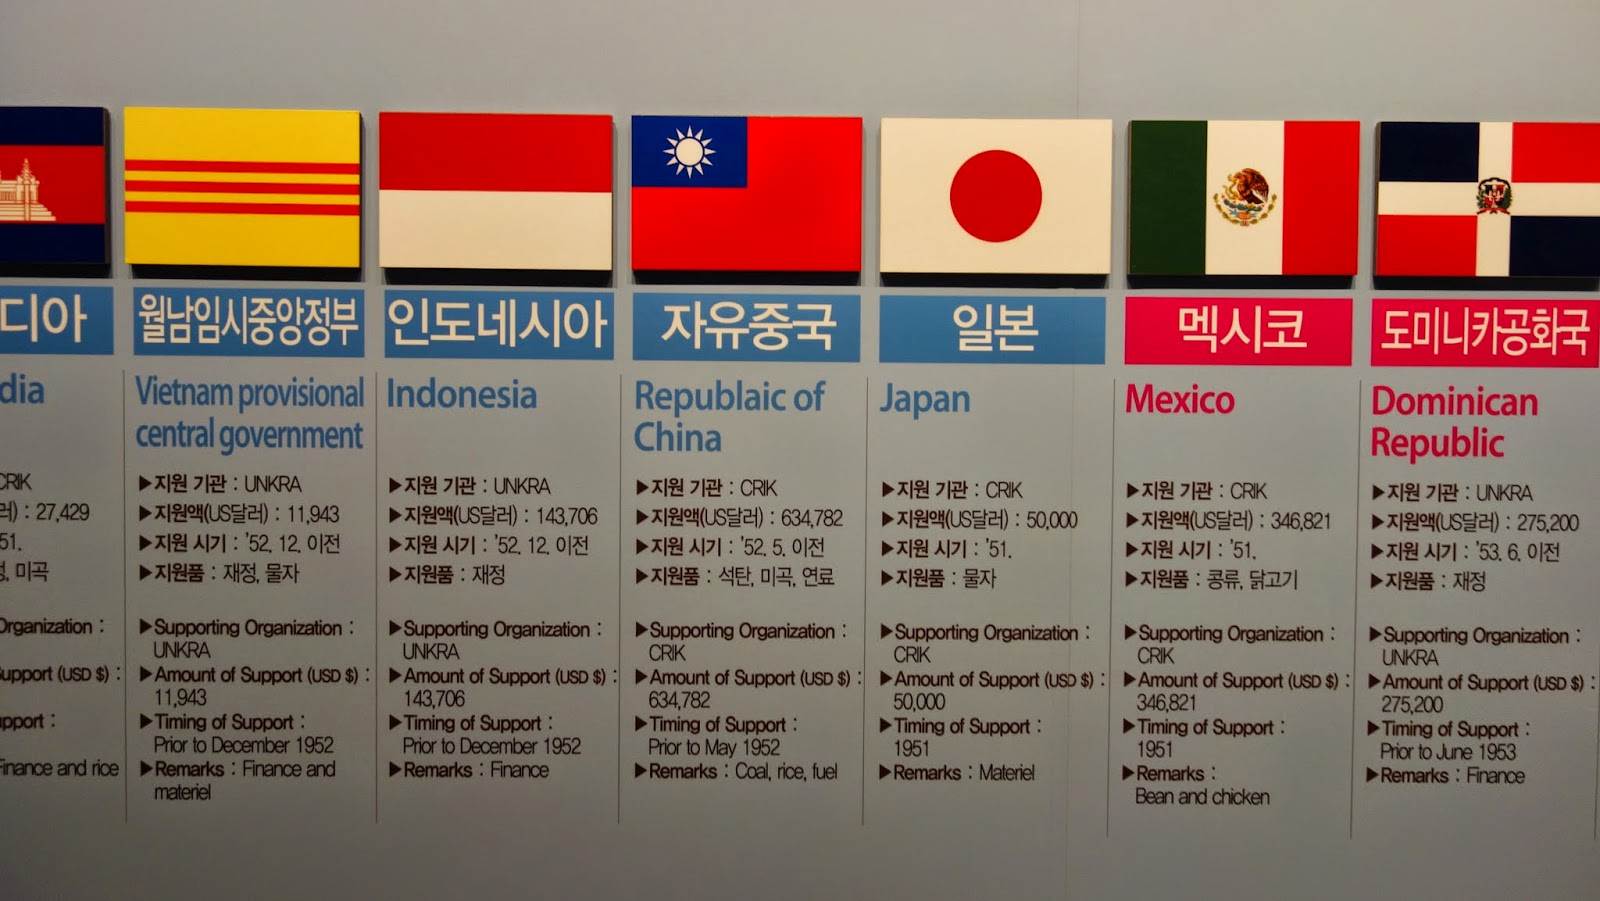 디아
dia
CRIK
러) : 27,429
51.
정, 미곡
Organization :
Support (USD $) :
upport :
Finance and rice
월남임시중앙정부
Vietnam provisional
central government
▶지원 기관 : UNKRA
▶지원액(US달러) : 11,943
▶지원 시기 : '52. 12. 이전
▶지원품 : 재정, 물자
▶Supporting Organization :
UNKRA
▶Amount of Support (USD $) :
11,943
▶Timing of Support :
Prior to December 1952
▶Remarks : Finance and
materiel
인도네시아
Indonesia
▶지원 기관 : UNKRA
▶지원액(US달러) : 143,706
▶지원 시기 : '52. 12. 이전
▶지원품 : 재정
▶Supporting Organization :
UNKRA
▶Amount of Support (USD $) :
143,706
▶Timing of Support :
Prior to December 1952
▶Remarks : Finance
자유중국
Republaic of
China
▶지원 기관 : CRIK
▶지원액(US달러) : 634,782
▶지원 시기 : '52. 5. 이전
▶지원품 : 석탄, 미곡, 연료
▶Supporting Organization :
CRIK
▶Amount of Support (USD $) :
634,782
▶Timing of Support :
Prior to May 1952
▶Remarks : Coal, rice, fuel
일본
Japan
▶지원 기관 : CRIK
▶지원액(US달러) : 50,000
▶지원 시기 : '51.
▶지원품 : 물자
▶Supporting Organization :
CRIK
▶Amount of Support (USD $) :
50,000
▶Timing of Support :
1951
▶Remarks : Materiel
멕시코
Mexico
▶지원 기관 : CRIK
▶지원액(US달러) : 346,821
▶지원 시기 : '51.
▶지원품 : 콩류, 닭고기
▶Supporting Organization :
CRIK
▶Amount of Support (USD $) :
346,821
▶Timing of Support :
1951
▶Remarks :
Bean and chicken
도미니카공화국
Dominican
Republic
▶지원 기관 : UNKRA
▶지원액(US달러) : 275,200
▶지원 시기 : '53. 6. 이전
▶지원품 : 재정
▶Supporting Organization :
UNKRA
▶Amount of Support (USD $) :
275,200
▶Timing of Support :
Prior to June 1953
▶Remarks : Finance